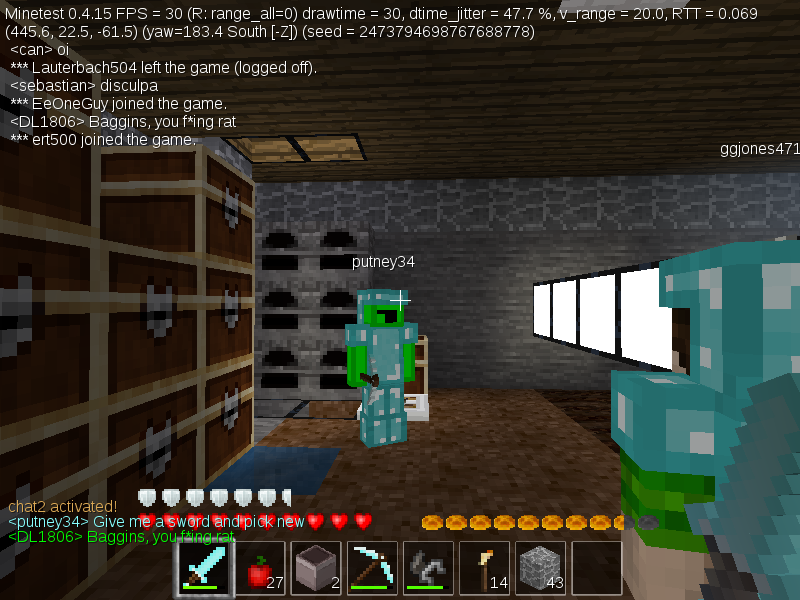 Minetest 0.4.15 FPS = 30 (R: range_all=0) drawtime = 30, dtime_jitter = 47.7 %, v_range = 20.0, RTT = 0.069
(445.6, 22.5, -61.5) (yaw=183.4 South [-Z]) (seed = 2473794698767688778)
<can> oi
*** Lauterbach504 left the game (logged off).
<sebastian> disculpa
*** EeOneGuy joined the game.
<DL1806> Baggins, you f*ing rat
*** ert500 joined the game.
ggjones471
putney34
chat2 activated!
<putney34> Give me a sword and pick new
<DL1806> Baggins, you f*ing rat
27
2
14
43